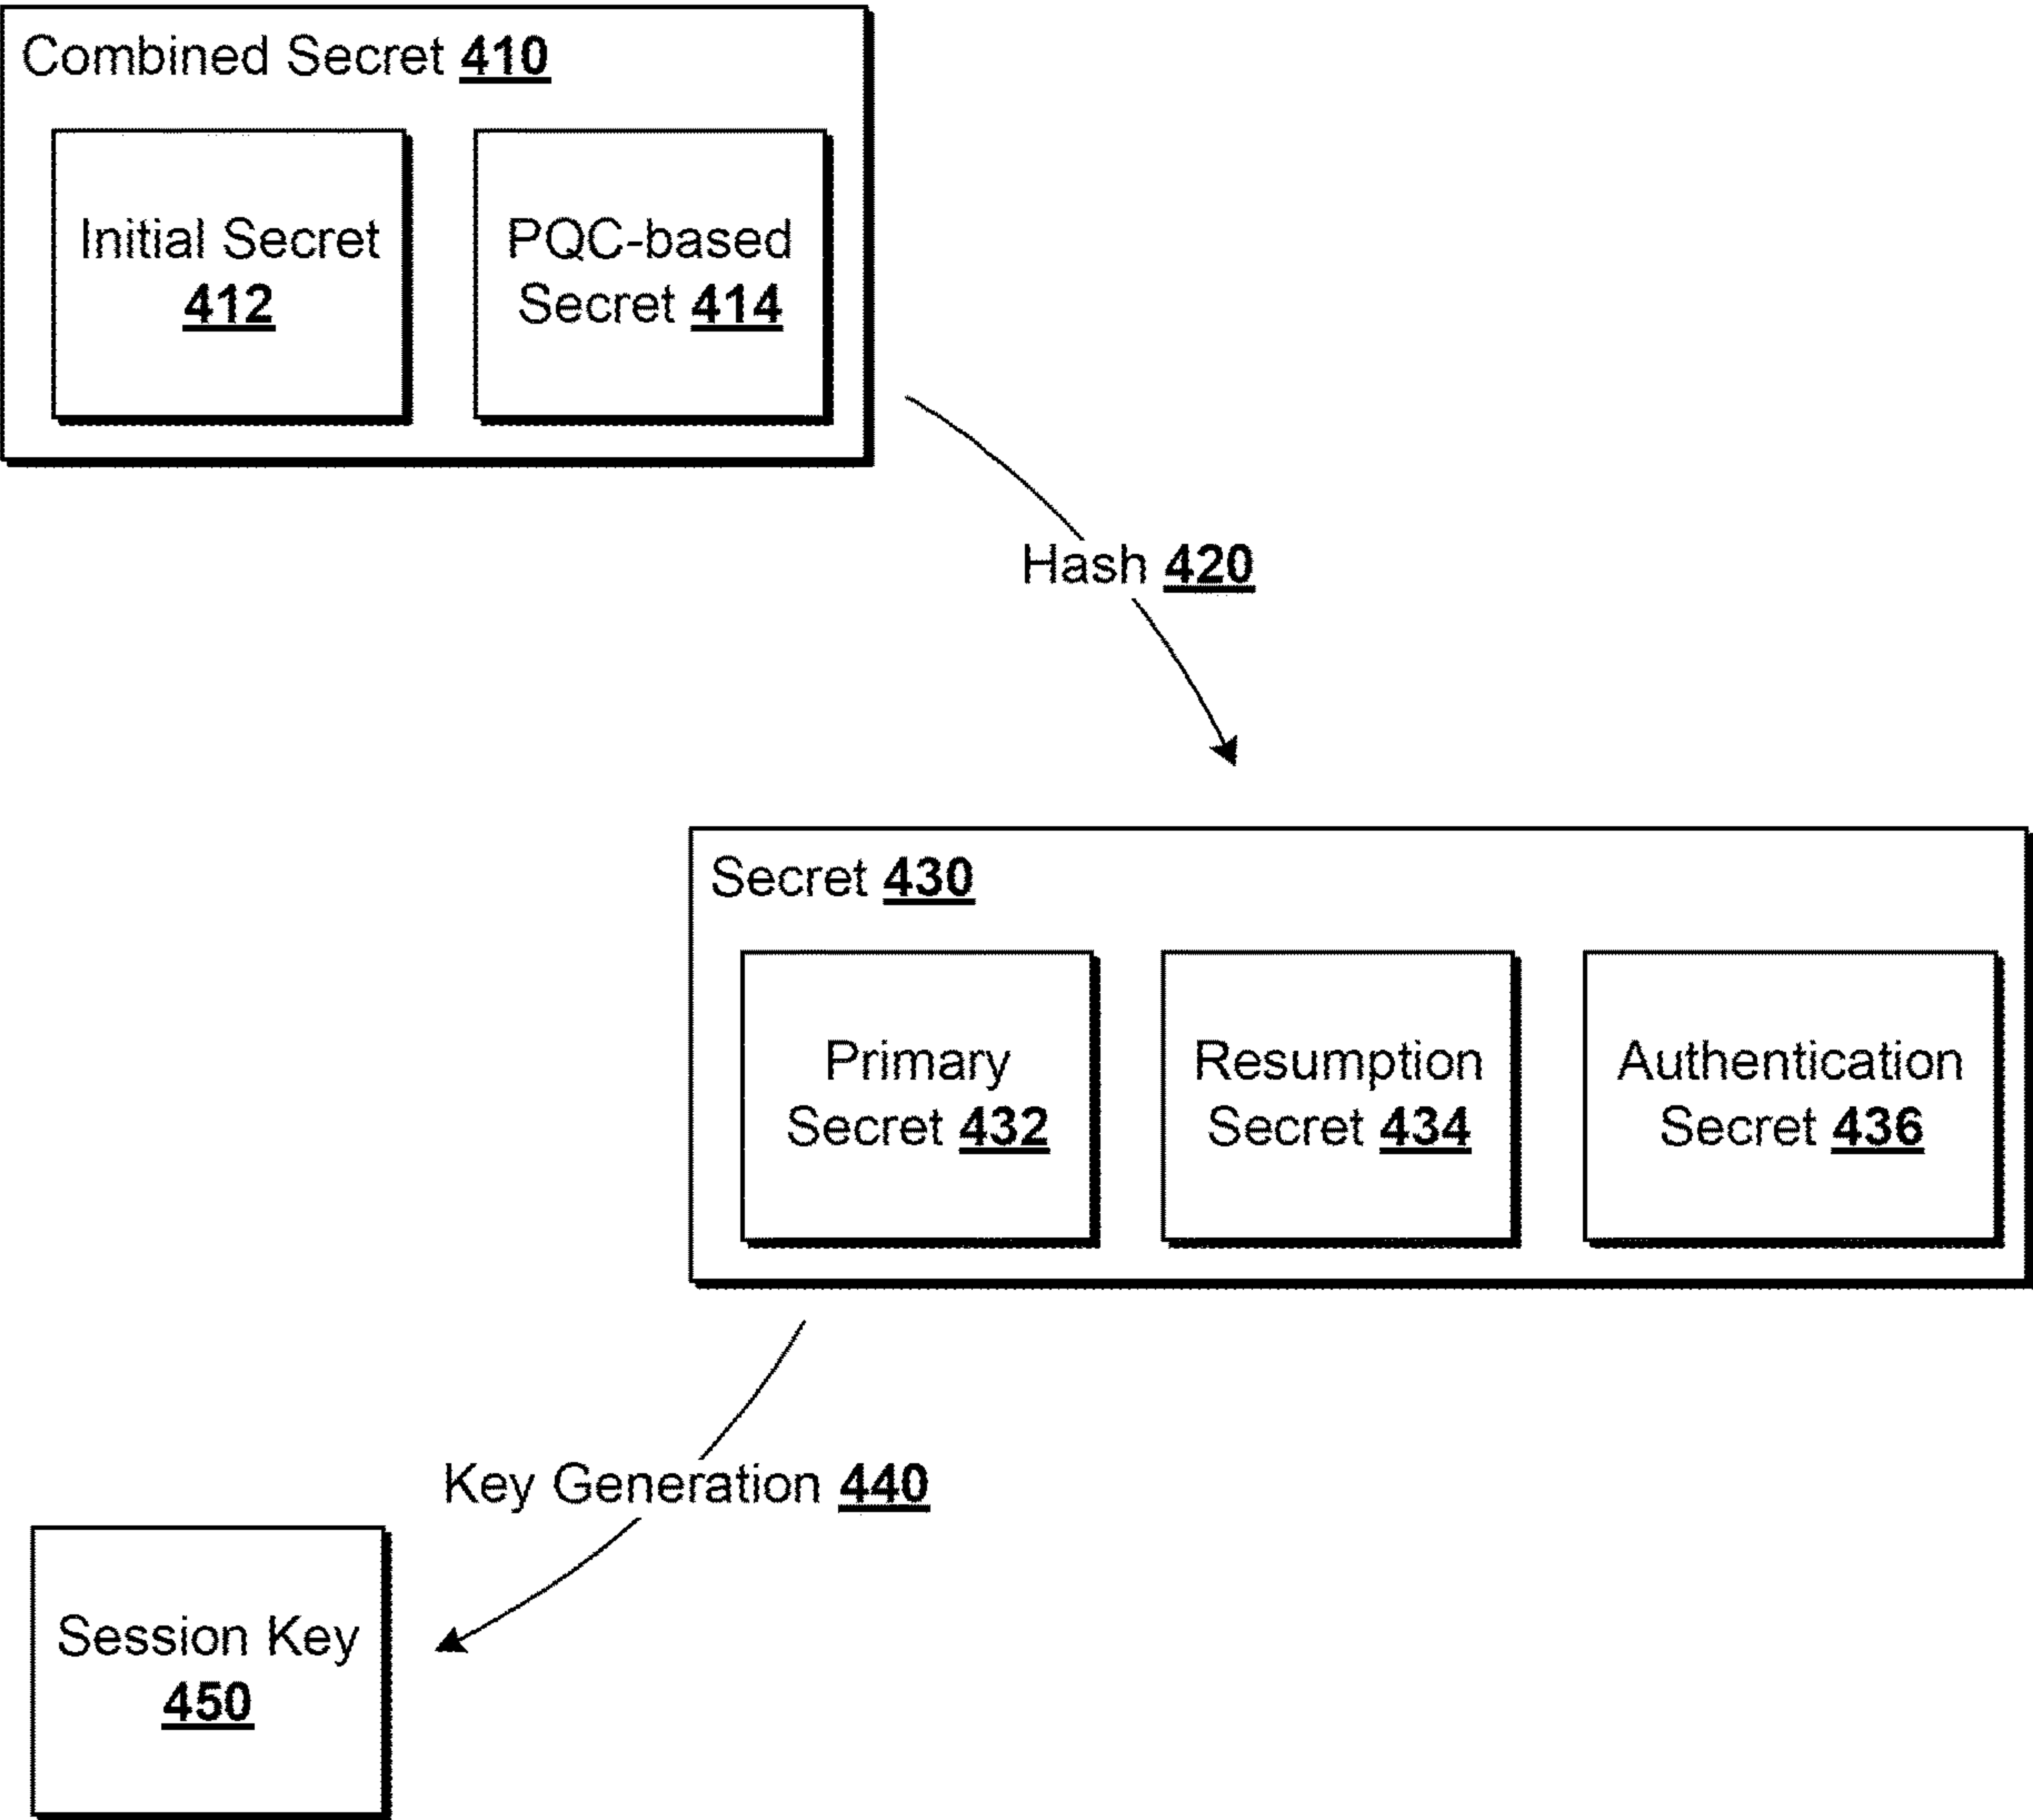 Combined Secret 410
Initial Secret
412
PQC-based
Secret 414
Hash 420
Secret 430
Primary
Secret 432
Resumption
Secret 434
Authentication
Secret 436
Key Generation 440
Session Key
450